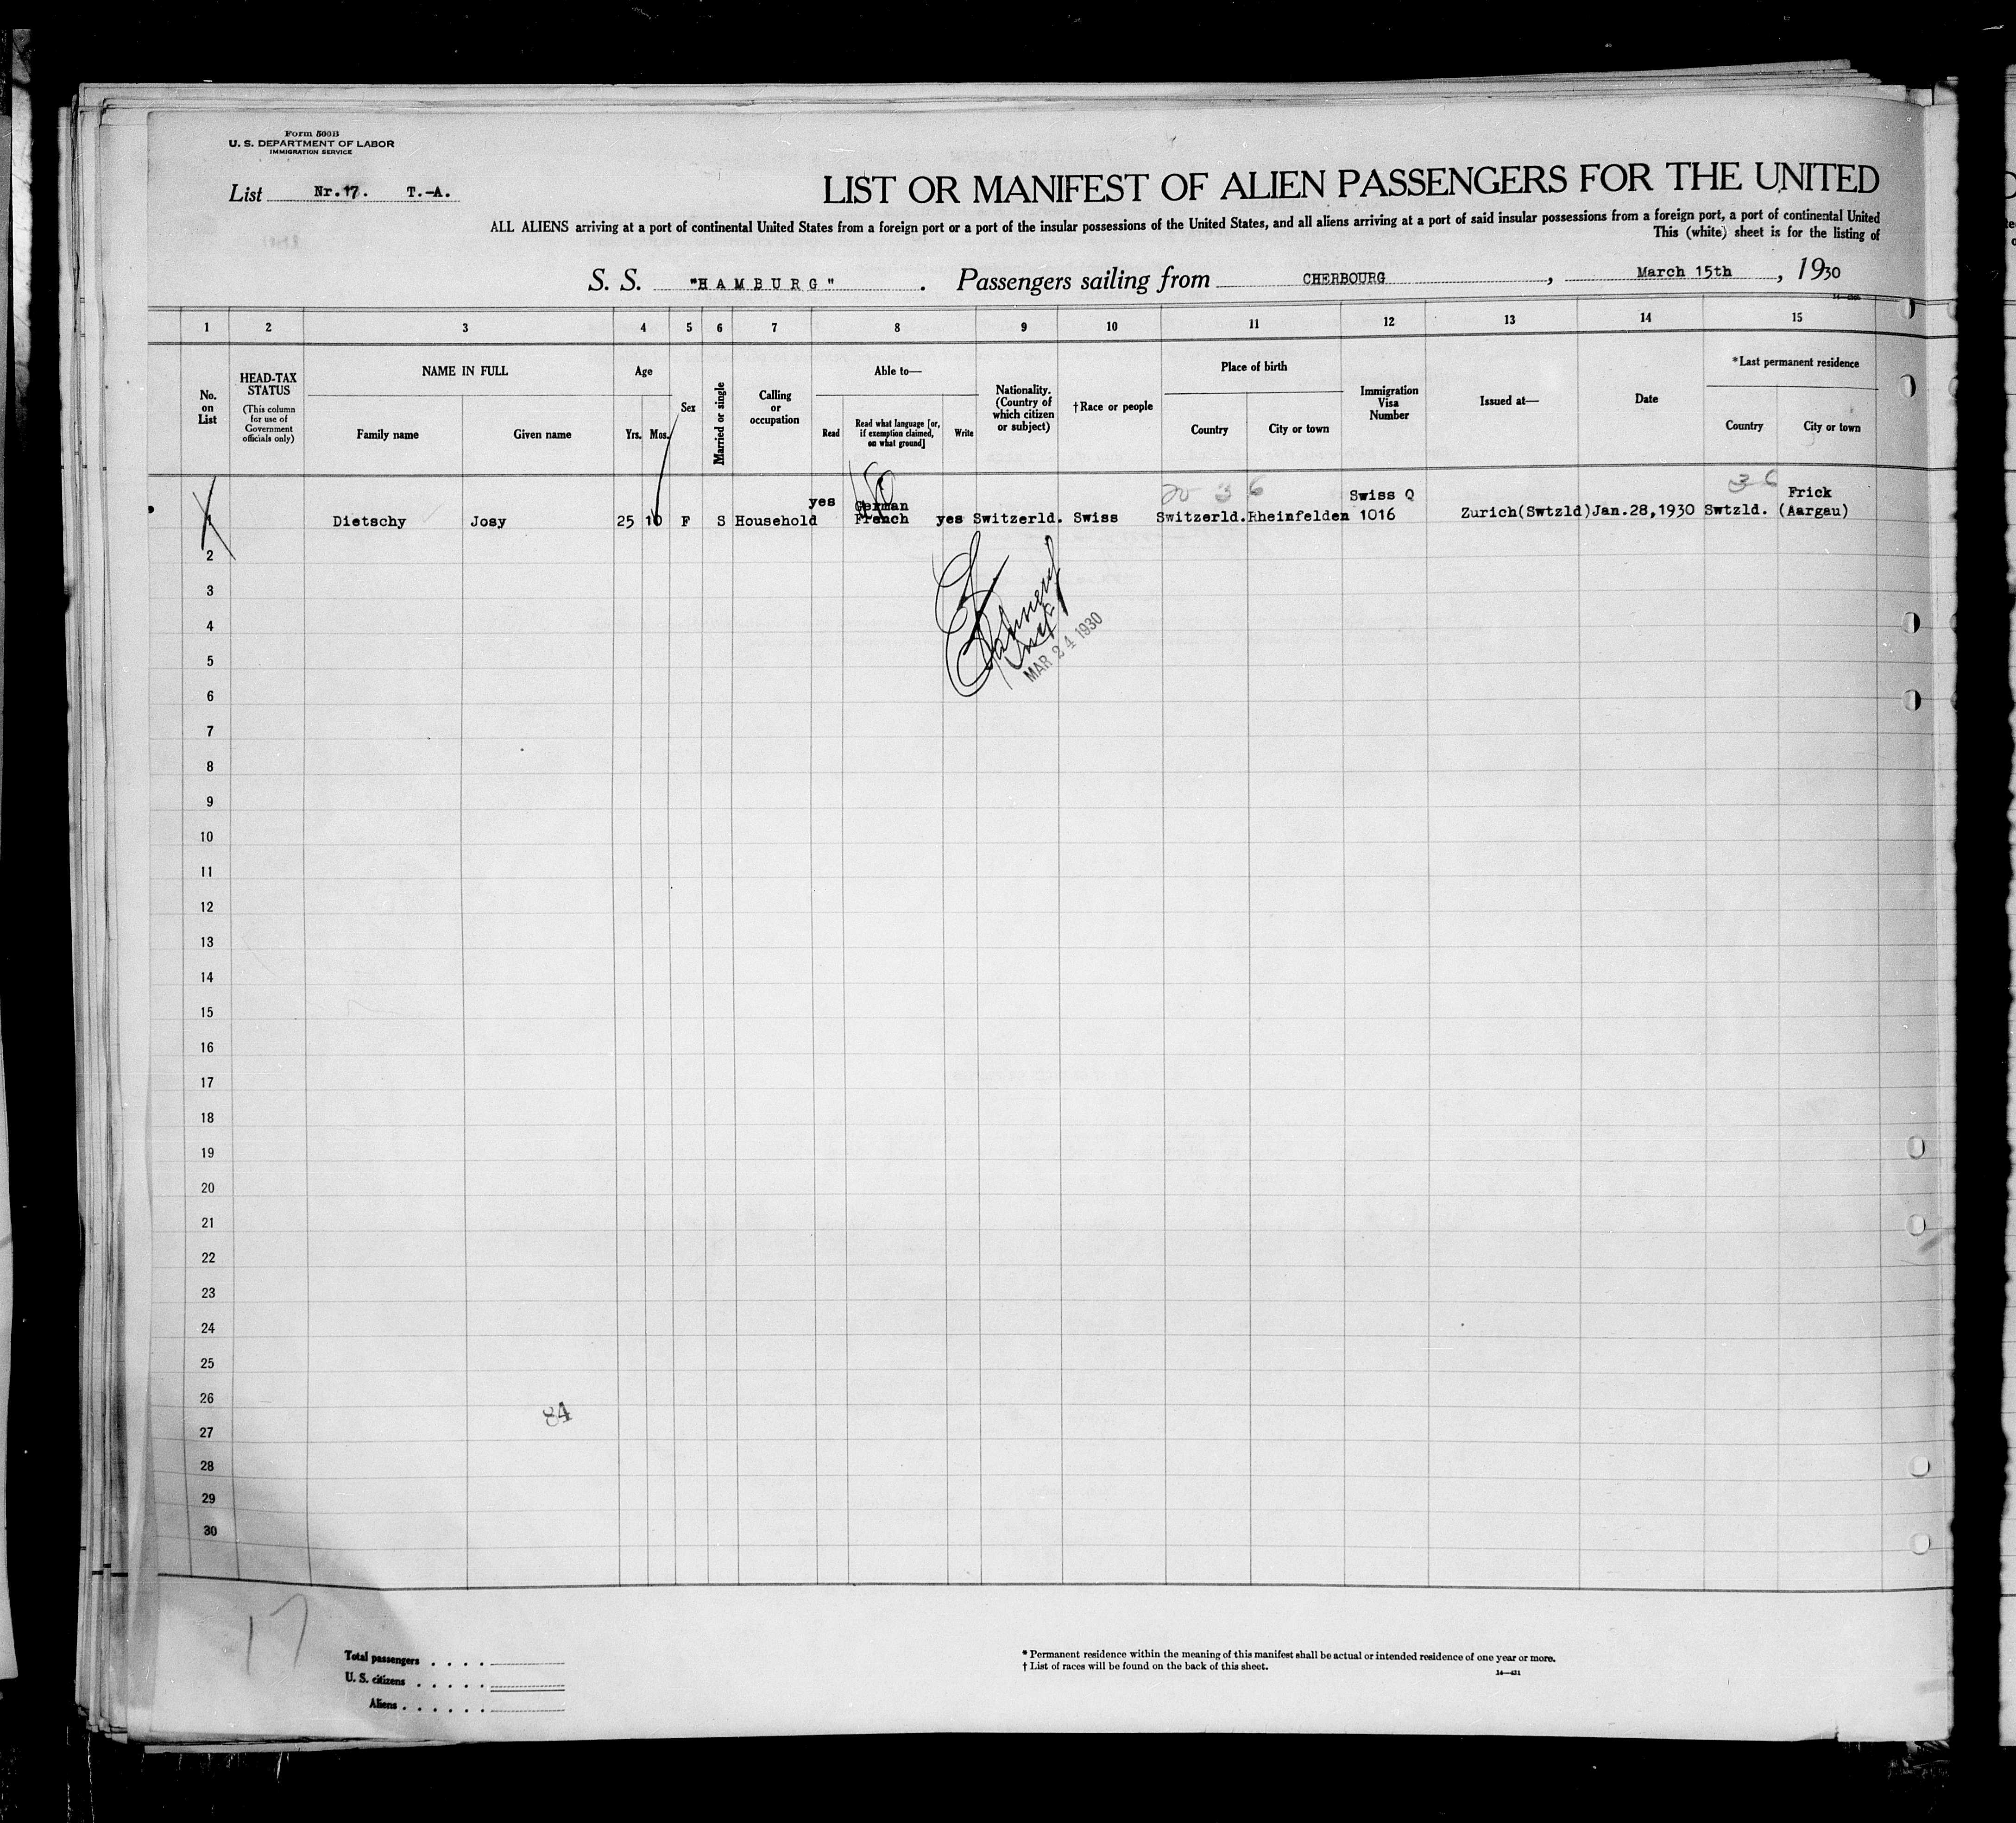 Form 500B
U. S. DEPARTMENT OF LABOR
IMMIGRATION SERVICE
List Nr.17. T.-A.
LIST OR MANIFEST OF ALIEN PASSENGERS FOR THE UNITED
ALL ALIENS arriving at a port of continental United States from a foreign port or a port of the insular possessions of the United States, and all aliens arriving at a port of said insular possessions from a foreign port, a port of continental United
This (white) sheet is for the listing of
S. S. "HAMBURG" . Passengers sailing from CHERBOURG , March 15th , 1930
1 2 3 4 5 6 7 8 9 10 11 12 13 14 15
No. on List
HEAD-TAX STATUS
(This column for use of Government officials only)
NAME IN FULL
Family name Given name
Age
Yrs. Mos.
Sex
Married or single
Calling or occupation
Able to—
Read
Read what language [or, if exemption claimed, on what ground]
Write
Nationality. (Country of which citizen or subject)
†Race or people
Place of birth
Country City or town
Immigration Visa Number
Issued at—
Date
*Last permanent residence
Country City or town
3 6 36
yes German Swiss Q Frick
1 Dietschy Josy 25 10 F S Household French yes Switzerld. Swiss Switzerld. Rheinfelden 1016 Zurich(Swtzld) Jan.28,1930 Swtzld. (Aargau)
2
3
4
MAR 24 1930
5
6
7
8
9
10
11
12
13
14
15
16
17
18
19
20
21
22
23
24
25
26
84
27
28
29
30
17
Total passengers . . . .
U. S. citizens . . . . .
Aliens . . . . . .
* Permanent residence within the meaning of this manifest shall be actual or intended residence of one year or more.
† List of races will be found on the back of this sheet.
14—421